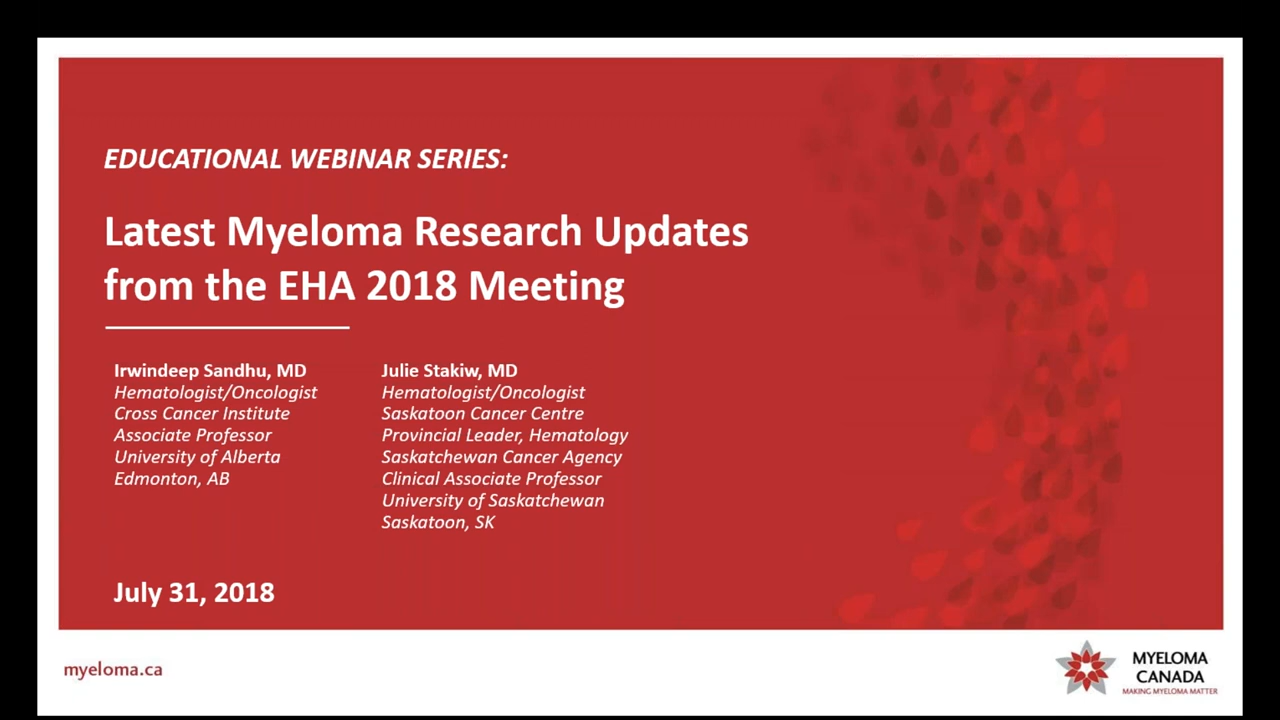 EDUCATIONAL WEBINAR SERIES:
Latest Myeloma Research Updates
from the EHA 2018 Meeting
Irwindeep Sandhu, MD
Hematologist/Oncologist
Cross Cancer Institute
Associate Professor
University of Alberta
Edmonton, AB
Julie Stakiw, MD
Hematologist/Oncologist
Saskatoon Cancer Centre
Provincial Leader, Hematology
Saskatchewan Cancer Agency
Clinical Associate Professor
University of Saskatchewan
Saskatoon, SK
July 31, 2018
myeloma.ca
MYELOMA
CANADA
MAKING MYELOMA MATTER